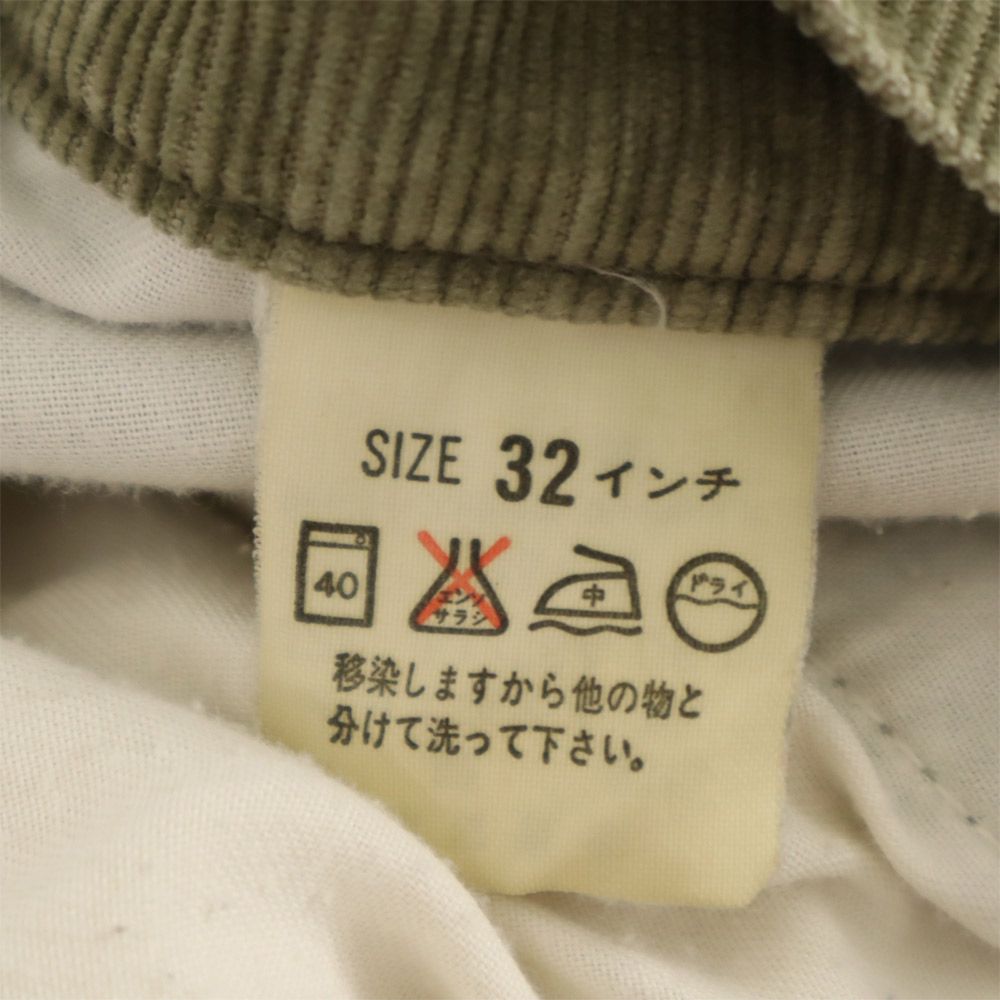 SIZE 32インチ
40
エンソ
サラシ
中
ドライ
移染しますから他の物と
分けて洗って下さい。